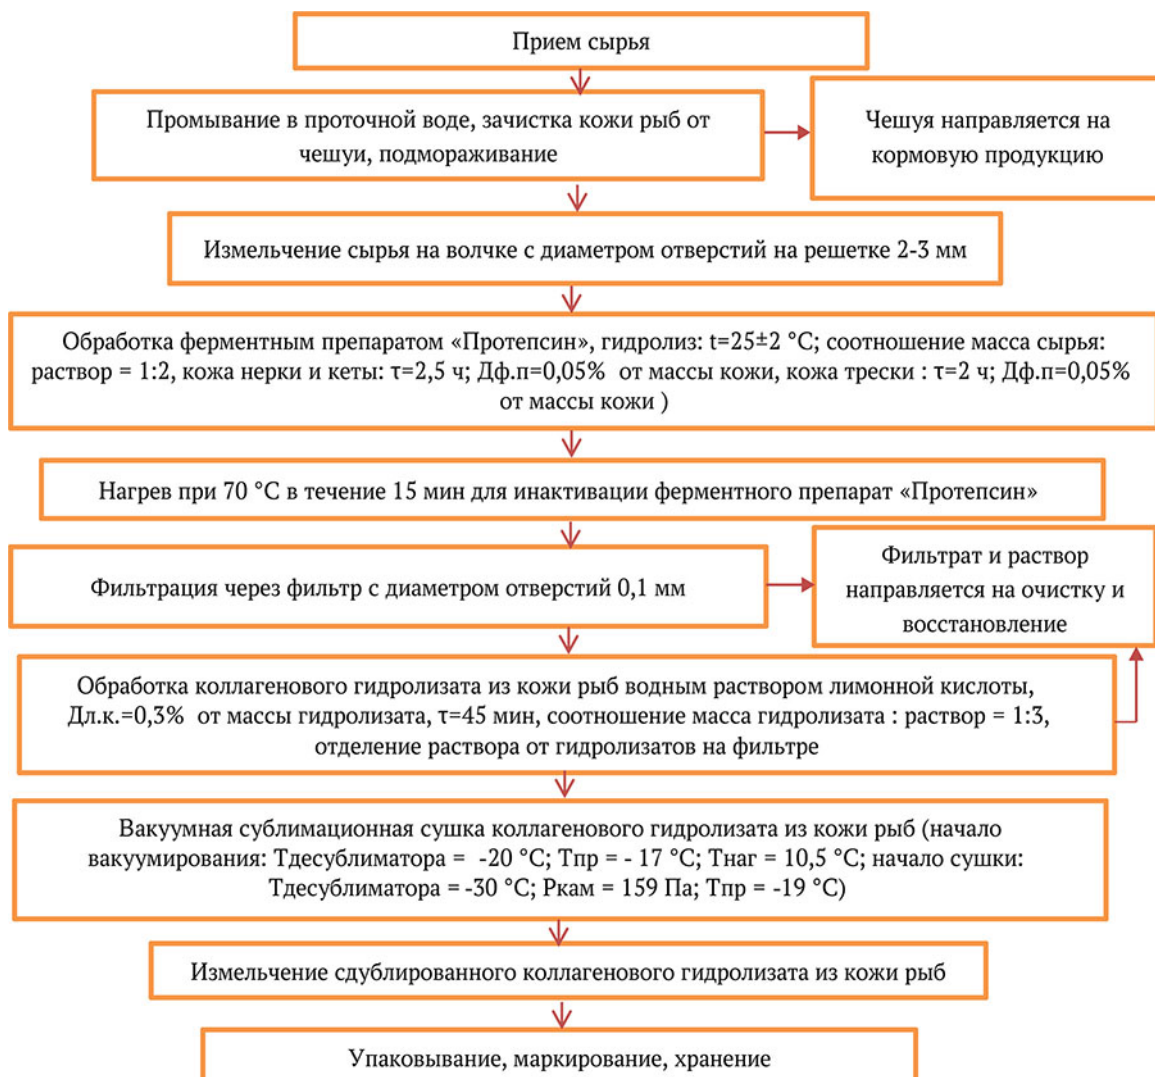 Прием сырья
Промывание в проточной воде, зачистка кожи рыб от
чешуи, подмораживание
Чешуя направляется на
кормовую продукцию
Измельчение сырья на волчке с диаметром отверстий на решетке 2-3 мм
Обработка ферментным препаратом «Протепсин», гидролиз: t=25±2 °C; соотношение масса сырья:
раствор = 1:2, кожа нерки и кеты: τ=2,5 ч; Дф.п=0,05% от массы кожи, кожа трески : τ=2 ч; Дф.п=0,05%
от массы кожи )
Нагрев при 70 °C в течение 15 мин для инактивации ферментного препарат «Протепсин»
Фильтрация через фильтр с диаметром отверстий 0,1 мм
Фильтрат и раствор
направляется на очистку и
восстановление
Обработка коллагенового гидролизата из кожи рыб водным раствором лимонной кислоты,
Дл.к.=0,3% от массы гидролизата, τ=45 мин, соотношение масса гидролизата : раствор = 1:3,
отделение раствора от гидролизатов на фильтре
Вакуумная сублимационная сушка коллагенового гидролизата из кожи рыб (начало
вакуумирования: Тдесублиматора = -20 °C; Тпр = - 17 °C; Тнаг = 10,5 °C; начало сушки:
Тдесублиматора = -30 °C; Ркам = 159 Па; Тпр = -19 °C)
Измельчение сдублированного коллагенового гидролизата из кожи рыб
Упаковывание, маркирование, хранение